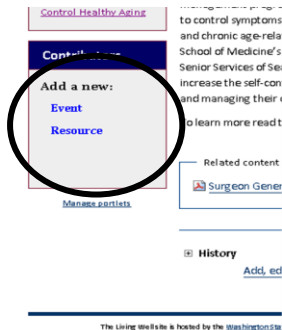 Control Healthy Aging
Contributors
Add a new:
Event
Resource
Manage portlets
to control symptoms
and chronic age-rela
School of Medicine's
Senior Services of Sea
increase the self-con
and managing their
o learn more read t
Related content
Surgeon Gener
History
Add, ed
The Living Well site is hosted by the Washington Sta